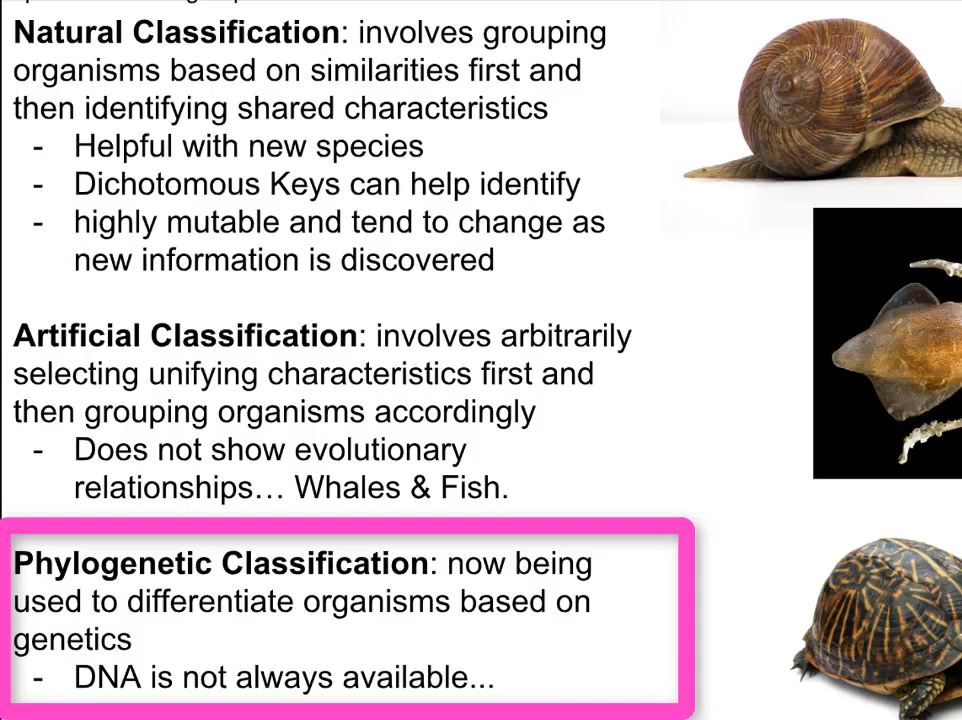 Natural Classification: involves grouping
organisms based on similarities first and
then identifying shared characteristics
- Helpful with new species
- Dichotomous Keys can help identify
- highly mutable and tend to change as
new information is discovered
Artificial Classification: involves arbitrarily
selecting unifying characteristics first and
then grouping organisms accordingly
- Does not show evolutionary
relationships… Whales & Fish.
Phylogenetic Classification: now being
used to differentiate organisms based on
genetics
- DNA is not always available...